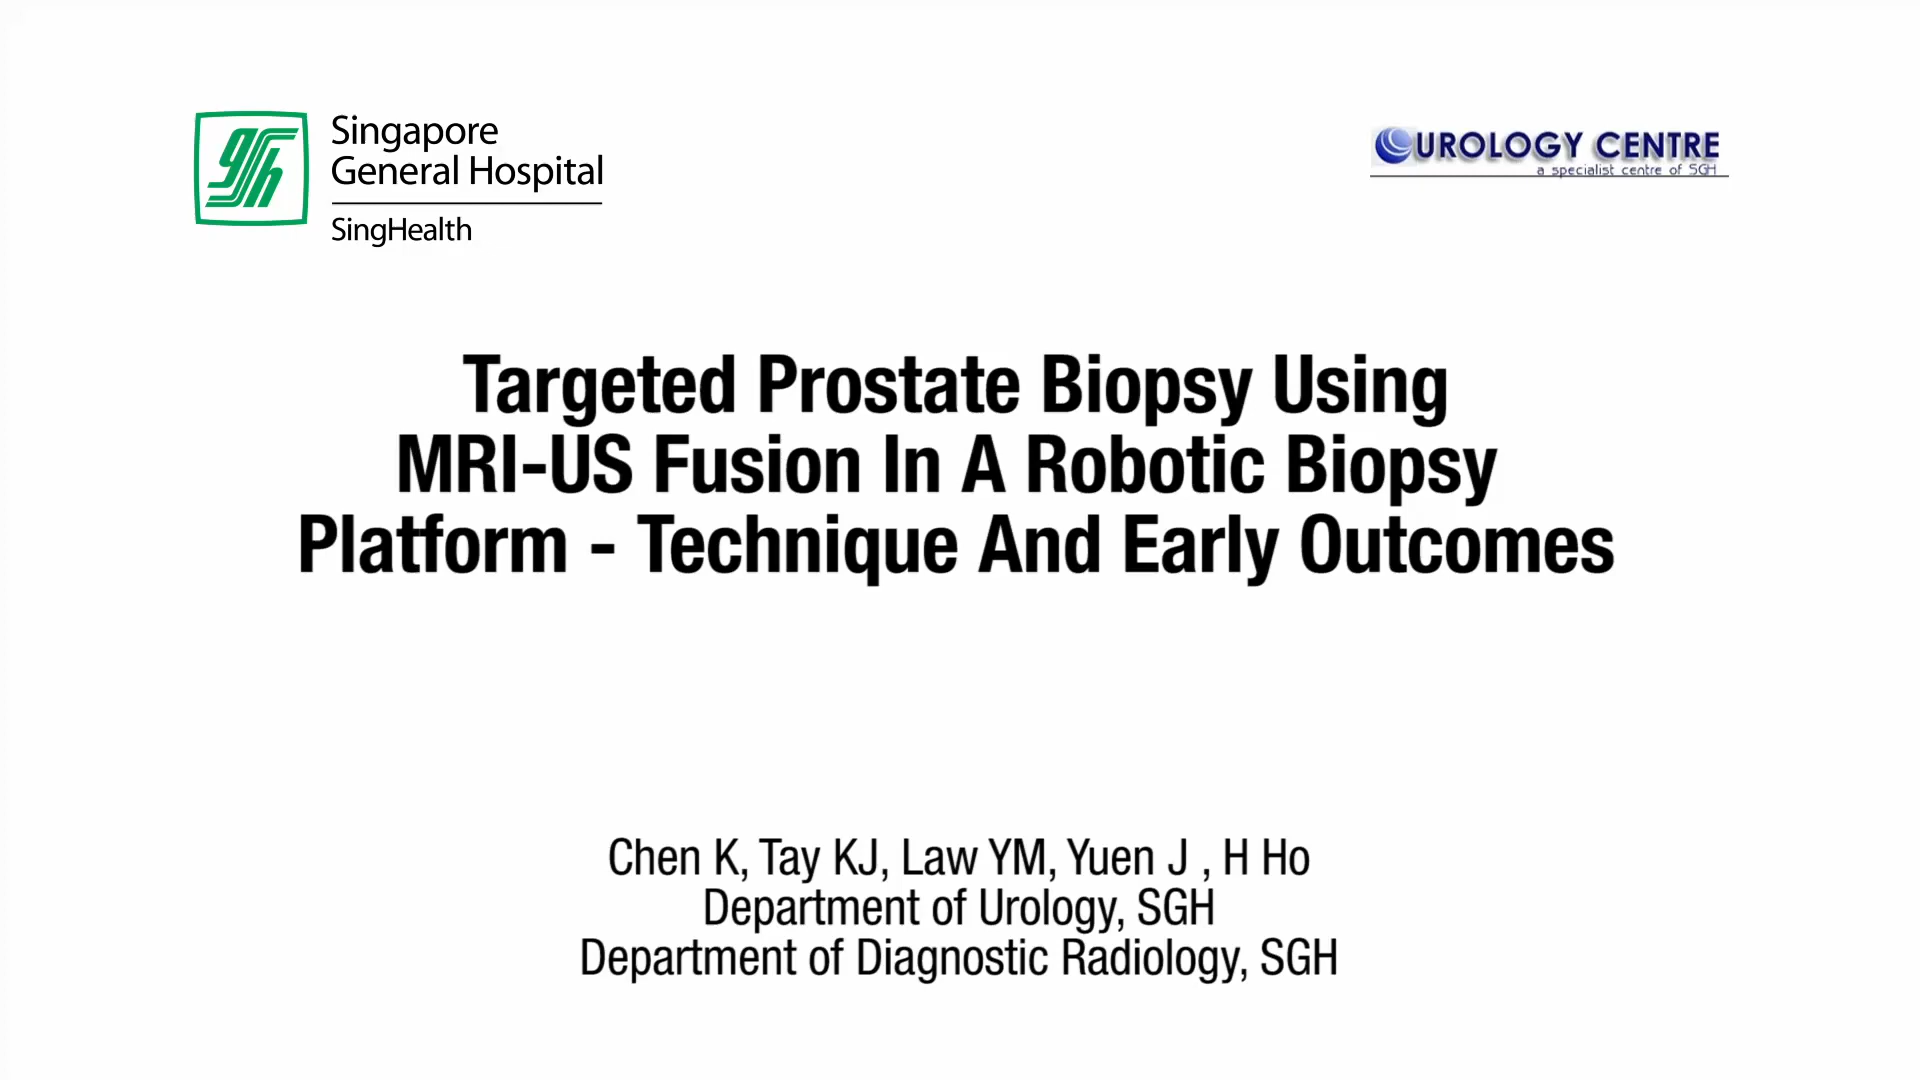 Singapore
General Hospital
SingHealth
UROLOGY CENTRE
a specialist centre of SGH
Targeted Prostate Biopsy Using
MRI-US Fusion In A Robotic Biopsy
Platform - Technique And Early Outcomes
Chen K, Tay KJ, Law YM, Yuen J , H Ho
Department of Urology, SGH
Department of Diagnostic Radiology, SGH